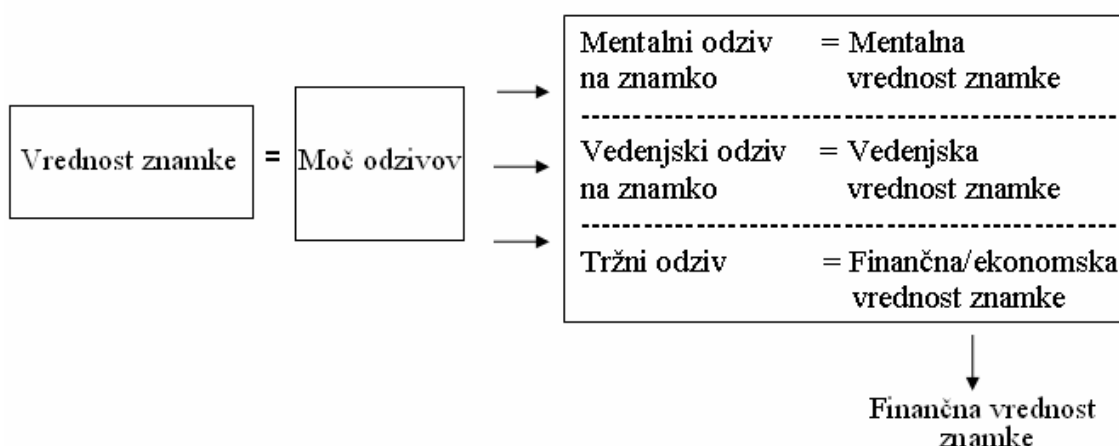 Vrednost znamke
=
Moč odzivov
Mentalni odziv = Mentalna
na znamko vrednost znamke
Vedenjski odziv = Vedenjska
na znamko vrednost znamke
Tržni odziv = Finančna/ekonomska
vrednost znamke
Finančna vrednost
znamke